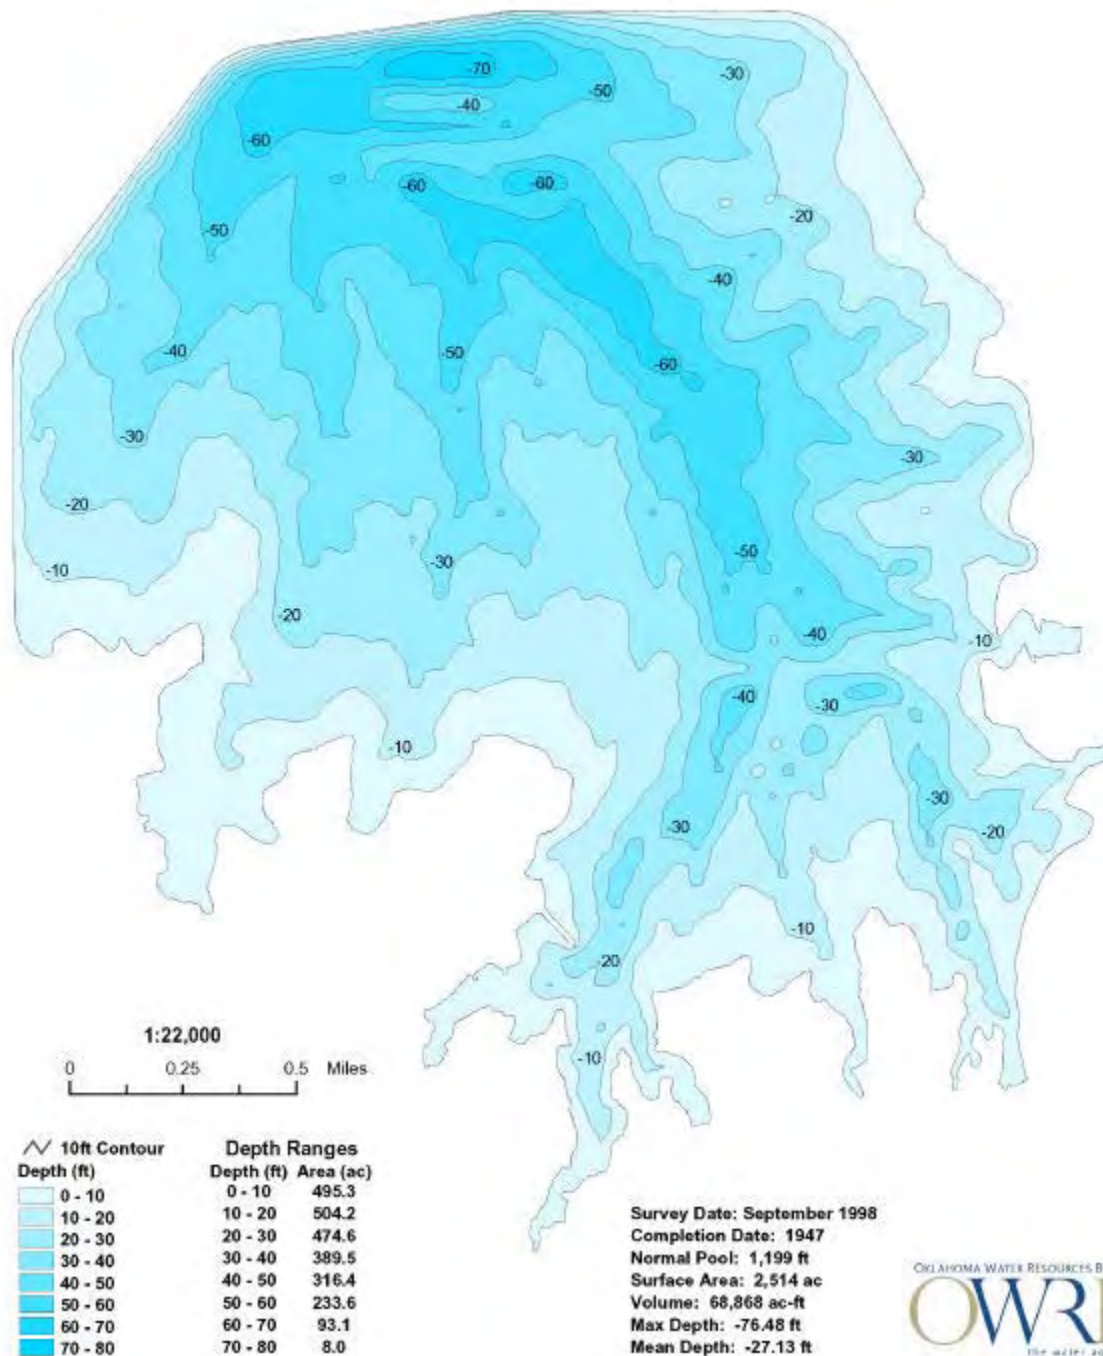 -70
-30
-50
-40
-60
-60
-60
-20
-50
-40
-50
-40
-60
-30
-30
-20
-50
-30
-10
-20
-40
-10
-40
-30
-10
-30
-30
-20
-10
-20
-10
1:22,000
0 0.25 0.5 Miles
10ft Contour
Depth (ft)
0 - 10
10 - 20
20 - 30
30 - 40
40 - 50
50 - 60
60 - 70
70 - 80
Depth Ranges
Depth (ft) Area (ac)
0 - 10 495.3
10 - 20 504.2
20 - 30 474.6
30 - 40 389.5
40 - 50 316.4
50 - 60 233.6
60 - 70 93.1
70 - 80 8.0
Survey Date: September 1998
Completion Date: 1947
Normal Pool: 1,199 ft
Surface Area: 2,514 ac
Volume: 68,868 ac-ft
Max Depth: -76.48 ft
Mean Depth: -27.13 ft
OKLAHOMA WATER RESOURCES B
OWR
the water